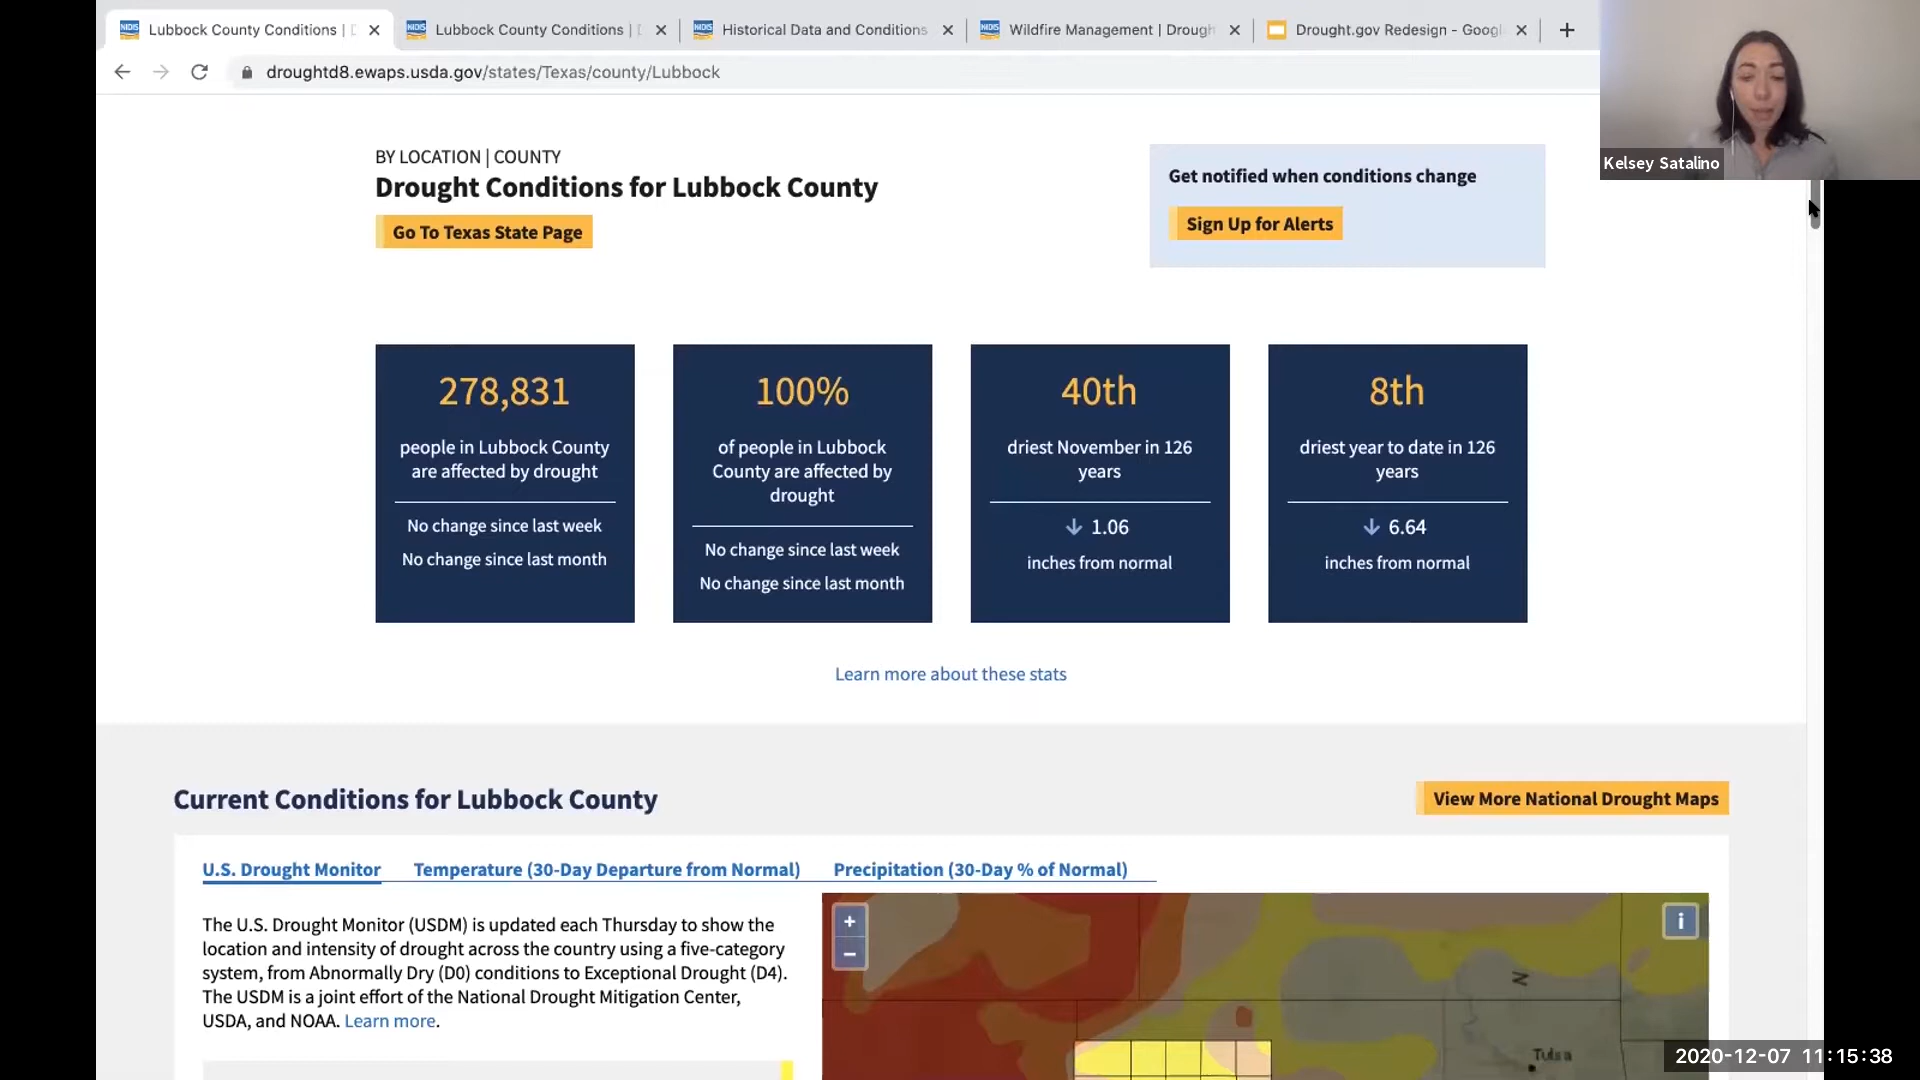 Lubbock County Conditions |
Lubbock County Conditions |
Historical Data and Conditions
Wildfire Management |
Drought.gov Redesign -
droughtd8.ewaps.usda.gov/states/Texas/county/Lubbock
Kelsey Satalino
BY LOCATION | COUNTY
Drought Conditions for Lubbock County
Go To Texas State Page
Get notified when conditions change
Sign Up for Alerts
278,831
people in Lubbock County
are affected by drought
No change since last week
No change since last month
100%
of people in Lubbock
County are affected by
drought
No change since last week
No change since last month
40th
driest November in 126
years
↓ 1.06
inches from normal
8th
driest year to date in 126
years
↓ 6.64
inches from normal
Learn more about these stats
Current Conditions for Lubbock County
View More National Drought Maps
U.S. Drought Monitor
Temperature (30-Day Departure from Normal)
Precipitation (30-Day % of Normal)
The U.S. Drought Monitor (USDM) is updated each Thursday to show the
location and intensity of drought across the country using a five-category
system, from Abnormally Dry (D0) conditions to Exceptional Drought (D4).
The USDM is a joint effort of the National Drought Mitigation Center,
USDA, and NOAA. Learn more.
+
−
i
Tulsa
2020-12-07 11:15:38